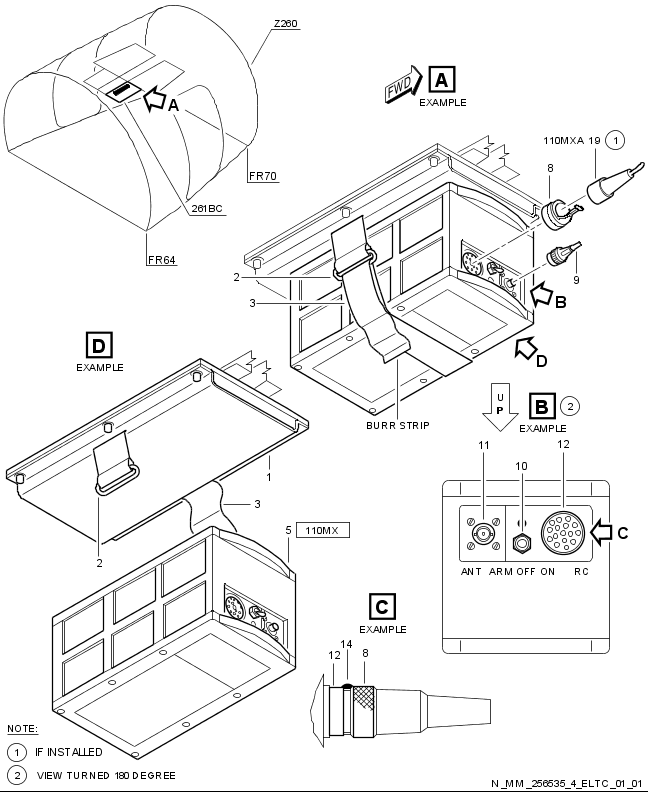 Z260
A
FR70
261BC
FR64
FWD
A
EXAMPLE
110MXA 19 1
8
9
2
3
B
D
BURR STRIP
D
EXAMPLE
1
2
3
5 110MX
UP
B 2
EXAMPLE
11
10
12
C
ANT ARM OFF ON RC
C
EXAMPLE
14
12 8
NOTE:
1 IF INSTALLED
2 VIEW TURNED 180 DEGREE
N_MM_256535_4_ELTC_01_01